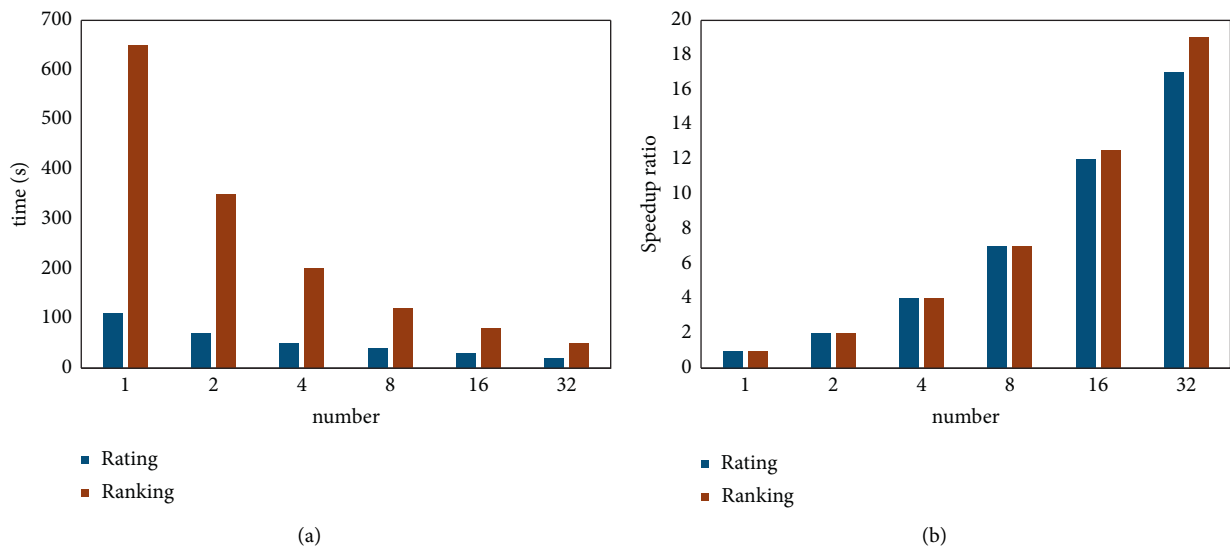 700
600
500
400
300
200
100
0
time (s)
1 2 4 8 16 32
number
Rating
Ranking
(a)
20
18
16
14
12
10
8
6
4
2
0
Speedup ratio
1 2 4 8 16 32
number
Rating
Ranking
(b)